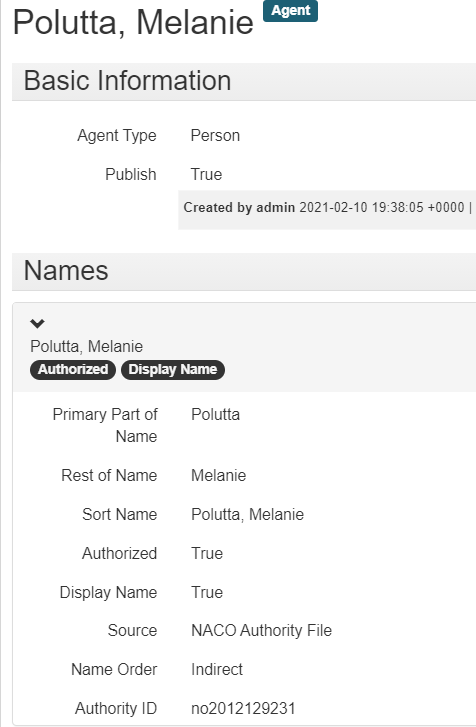 Polutta, Melanie Agent
Basic Information
Agent Type Person
Publish True
Created by admin 2021-02-10 19:38:05 +0000 |
Names
Polutta, Melanie
Authorized Display Name
Primary Part of Polutta
Name
Rest of Name Melanie
Sort Name Polutta, Melanie
Authorized True
Display Name True
Source NACO Authority File
Name Order Indirect
Authority ID no2012129231